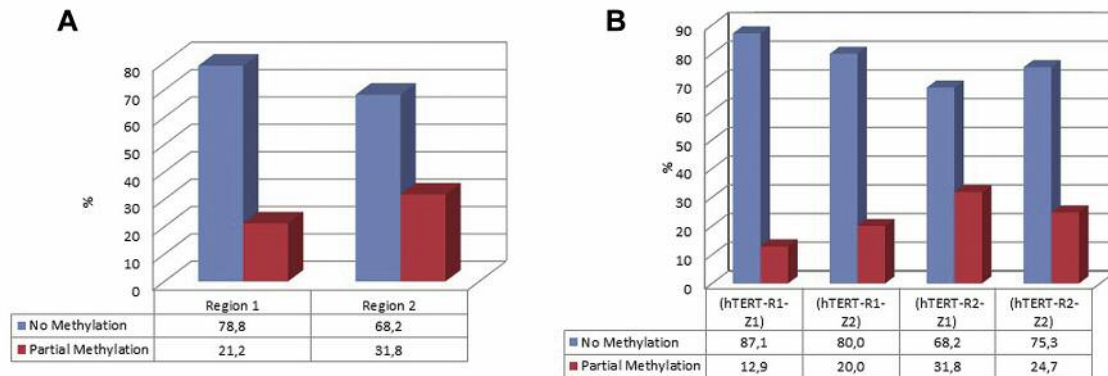 A
80
70
60
50
40
30
20
10
0
%
Region 1 Region 2
No Methylation 78,8 68,2
Partial Methylation 21,2 31,8
B
90
80
70
60
50
40
30
20
10
0
%
(hTERT-R1- (hTERT-R1- (hTERT-R2- (hTERT-R2-
Z1) Z2) Z1) Z2)
No Methylation 87,1 80,0 68,2 75,3
Partial Methylation 12,9 20,0 31,8 24,7